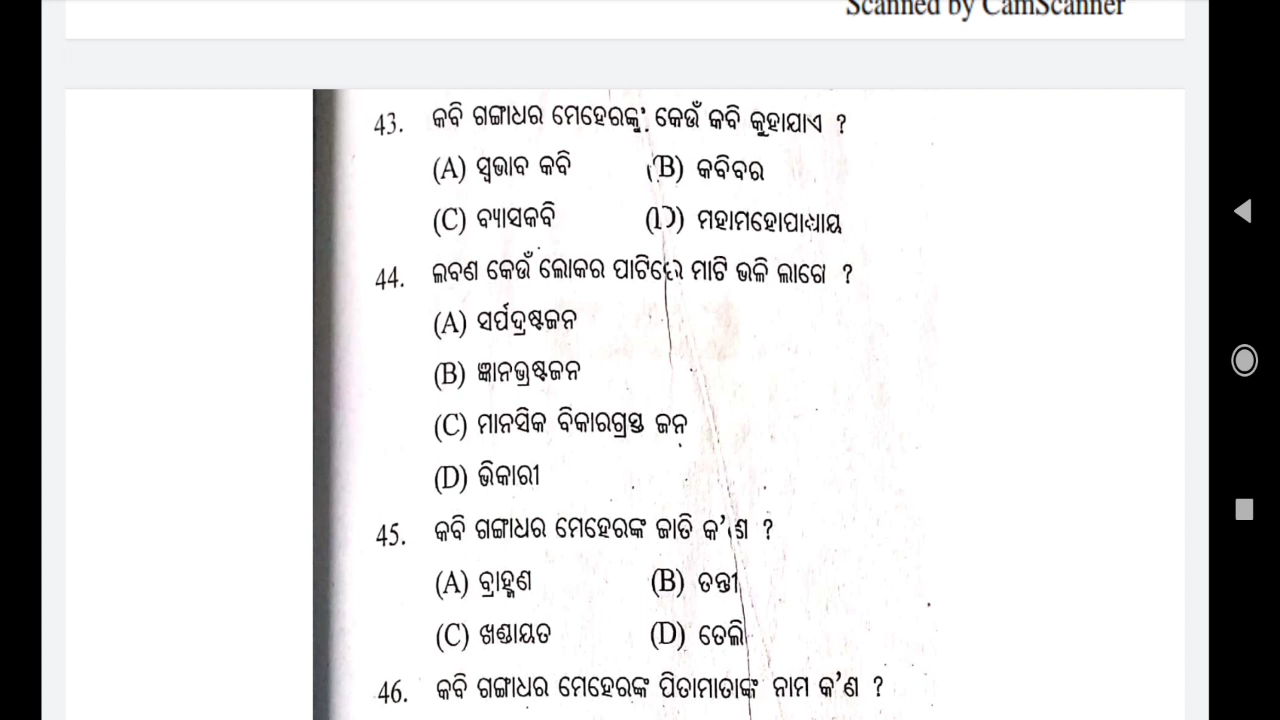 Scanned by CamScanner
43. କବି ଗଙ୍ଗାଧର ମେହେରଙ୍କୁ କେଉଁ କବି କୁହାଯାଏ ?
(A) ସ୍ଵଭାବ କବି (B) କବିବର
(C) ବ୍ୟାସକବି (D) ମହାମହୋପାଧ୍ୟାୟ
44. ଲବଣ କେଉଁ ଲୋକର ପାଟିରେ ମାଟି ଭଳି ଲାଗେ ?
(A) ସର୍ପଦ୍ରଷ୍ଟଜନ
(B) ଜ୍ଞାନଭ୍ରଷ୍ଟଜନ
(C) ମାନସିକ ବିକାରଗ୍ରସ୍ତ ଜନ
(D) ଭିକାରୀ
45. କବି ଗଙ୍ଗାଧର ମେହେରଙ୍କ ଜାତି କ'ଣ ?
(A) ବ୍ରାହ୍ମଣ (B) ତନ୍ତୀ
(C) ଖଣ୍ଡାୟତ (D) ତେଲି
46. କବି ଗଙ୍ଗାଧର ମେହେରଙ୍କ ପିତାମାତାଙ୍କ ନାମ କ'ଣ ?